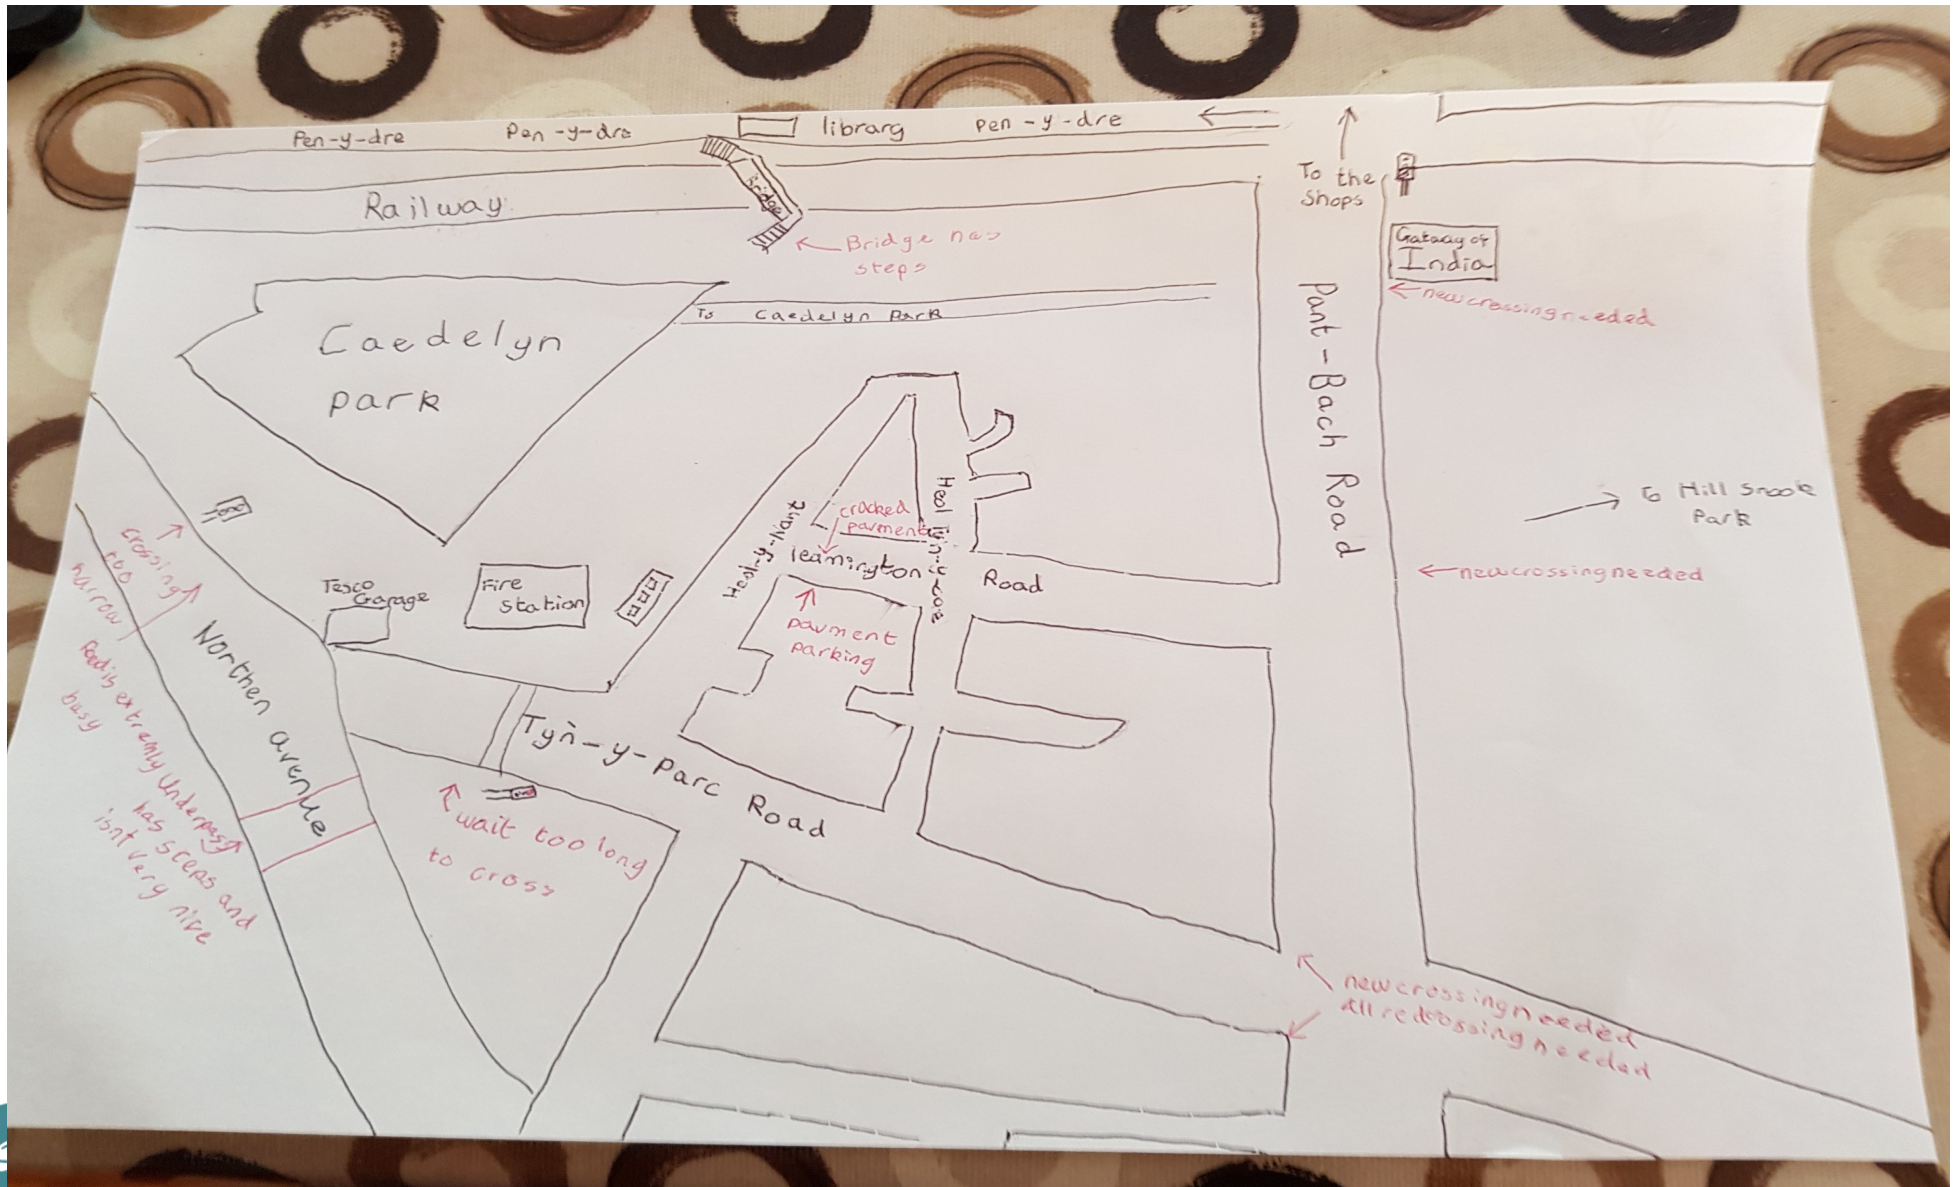 Pen-y-dre
Pen-y-dre
library
Pen-y-dre
To the
Shops
Railway
Bridge
Bridge has
steps
Gatway of
India
new crossing needed
To Caedelyn Park
Caedelyn
park
Pant-Bach Road
To Hill Snook
Park
Heol-y-Nant
cracked
pavment
leamington
Road
new crossing needed
pavment
parking
Tesco
Garage
Fire
station
crossing
too
narrow
Northen avenue
Road is extremly
busy
Underpass
has steps and
isnt very nice
Tyn-y-Parc Road
wait too long
to cross
new crossing needed
all red crossing needed